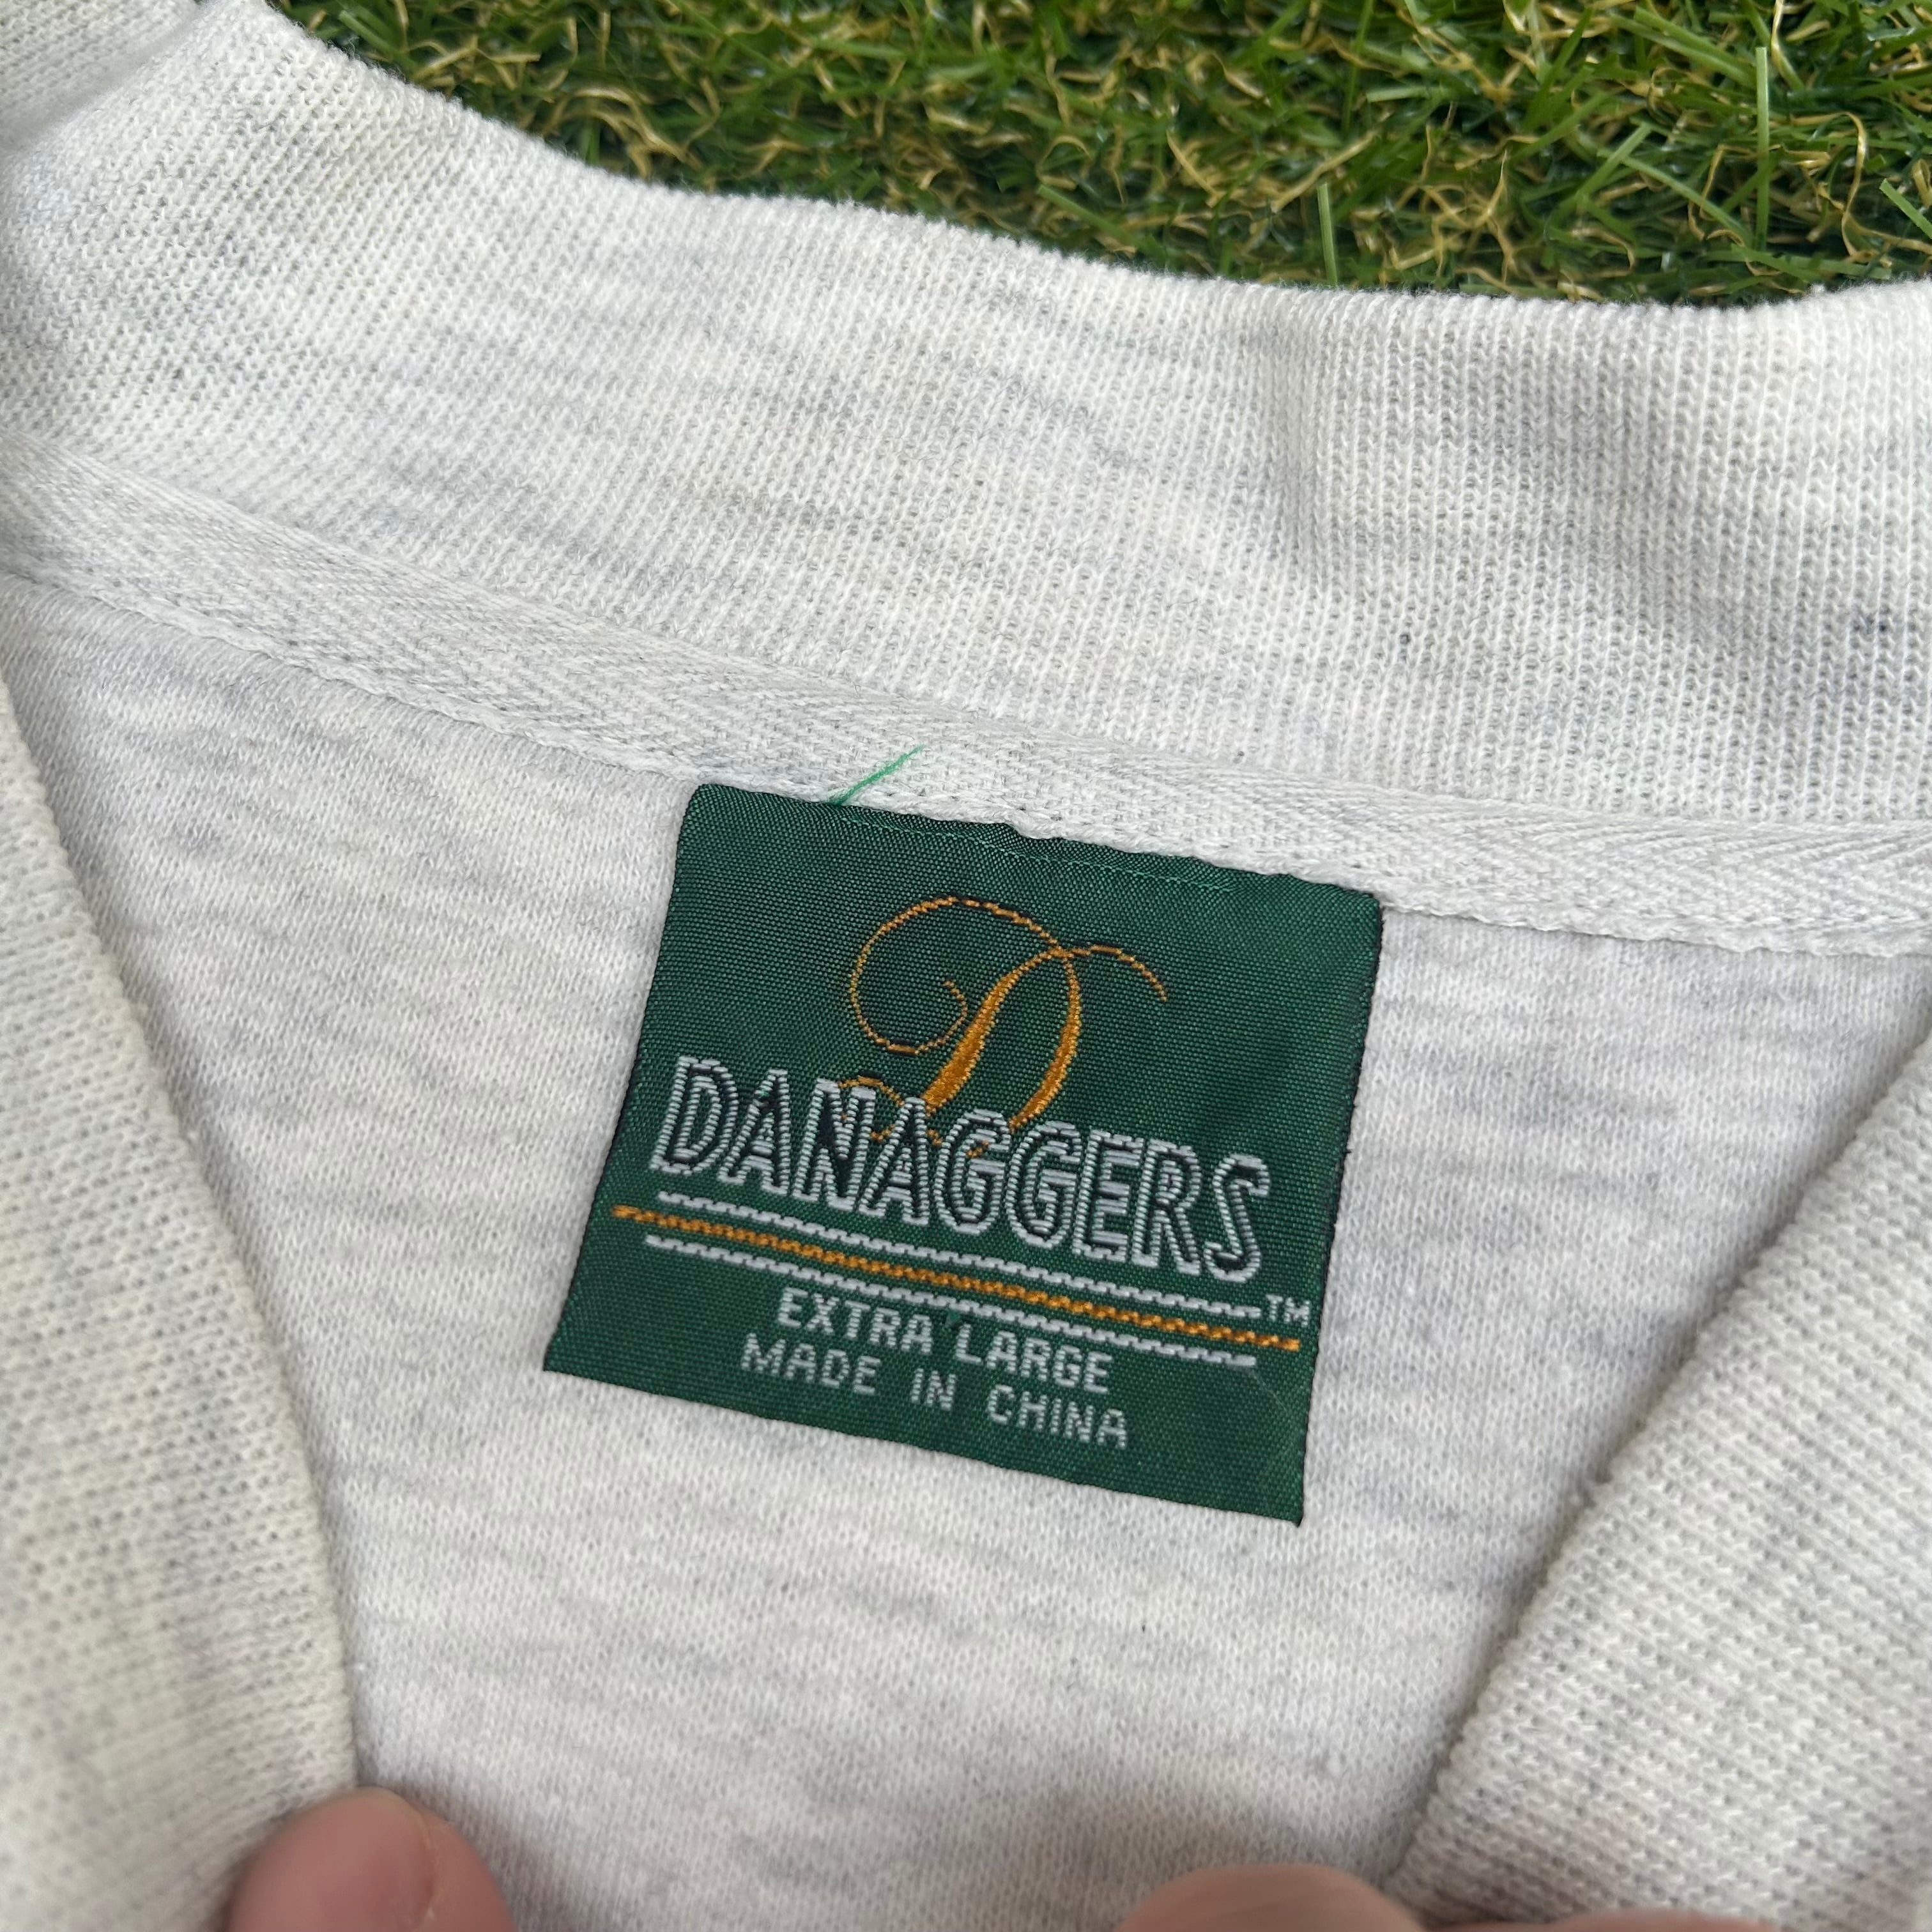 D
DANAGGERS
TM
EXTRA LARGE
MADE IN CHINA